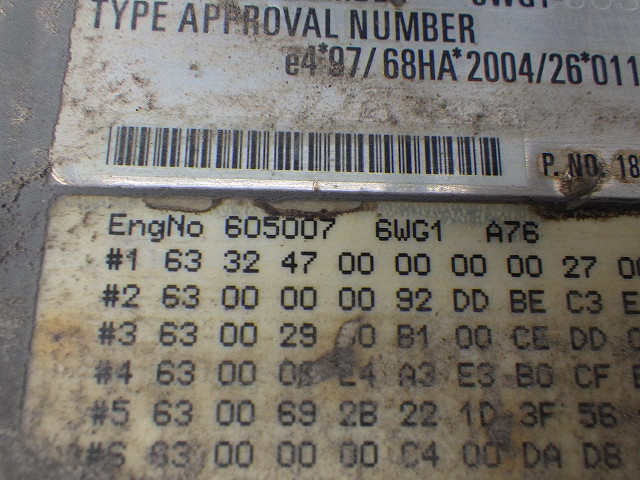 TYPE APPROVAL NUMBER
e4*97/68HA*2004/26*011
P. NO. 18
EngNo 605007 6WG1 A76
#1 63 32 47 00 00 00 00 27
#2 63 00 00 00 92 DD BE C3
#3 63 00 29 B1 00 CE DD
#4 63 00 E4 A3 E3 B0 CF
#5 63 00 69 2B 22 1D 3F 56
#6 63 00 00 00 C4 00 DA DB